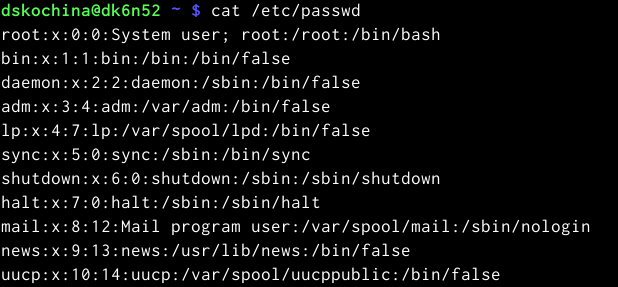 dskochina@dk6n52 ~ $ cat /etc/passwd
root:x:0:0:System user; root:/root:/bin/bash
bin:x:1:1:bin:/bin:/bin/false
daemon:x:2:2:daemon:/sbin:/bin/false
adm:x:3:4:adm:/var/adm:/bin/false
lp:x:4:7:lp:/var/spool/lpd:/bin/false
sync:x:5:0:sync:/sbin:/bin/sync
shutdown:x:6:0:shutdown:/sbin:/sbin/shutdown
halt:x:7:0:halt:/sbin:/sbin/halt
mail:x:8:12:Mail program user:/var/spool/mail:/sbin/nologin
news:x:9:13:news:/usr/lib/news:/bin/false
uucp:x:10:14:uucp:/var/spool/uucppublic:/bin/false